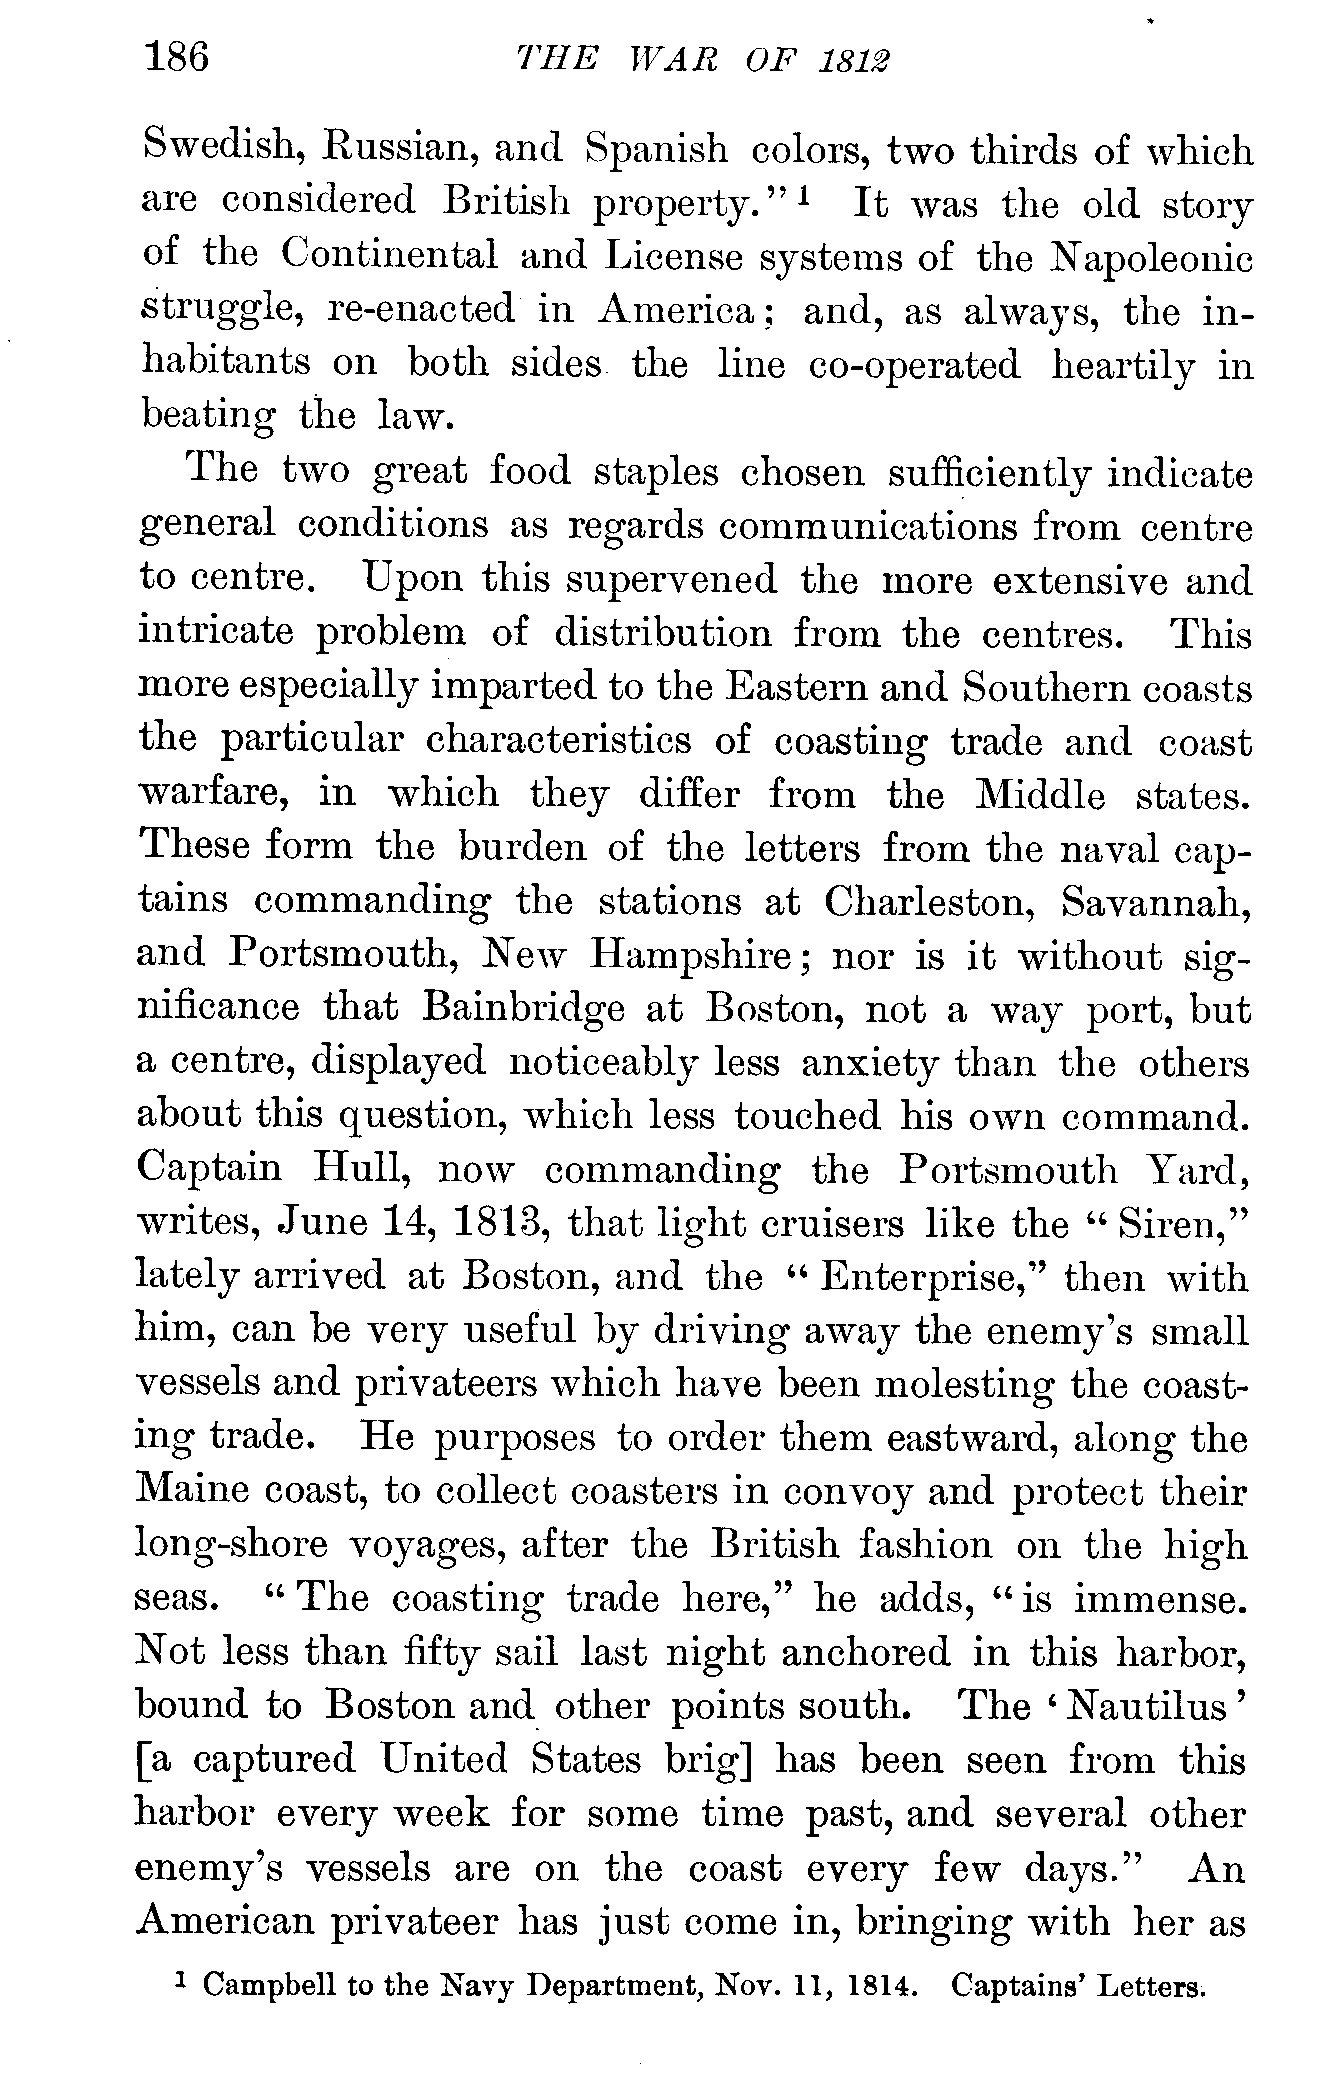 186 THE WAR OF 1812
Swedish, Russian, and Spanish colors, two thirds of which
are considered British property." 1 It was the old story
of the Continental and License systems of the Napoleonic
struggle, re-enacted in America; and, as always, the in-
habitants on both sides the line co-operated heartily in
beating the law.
The two great food staples chosen sufficiently indicate
general conditions as regards communications from centre
to centre. Upon this supervened the more extensive and
intricate problem of distribution from the centres. This
more especially imparted to the Eastern and Southern coasts
the particular characteristics of coasting trade and coast
warfare, in which they differ from the Middle states.
These form the burden of the letters from the naval cap-
tains commanding the stations at Charleston, Savannah,
and Portsmouth, New Hampshire; nor is it without sig-
nificance that Bainbridge at Boston, not a way port, but
a centre, displayed noticeably less anxiety than the others
about this question, which less touched his own command.
Captain Hull, now commanding the Portsmouth Yard,
writes, June 14, 1813, that light cruisers like the "Siren,"
lately arrived at Boston, and the "Enterprise," then with
him, can be very useful by driving away the enemy's small
vessels and privateers which have been molesting the coast-
ing trade. He purposes to order them eastward, along the
Maine coast, to collect coasters in convoy and protect their
long-shore voyages, after the British fashion on the high
seas. "The coasting trade here," he adds, "is immense.
Not less than fifty sail last night anchored in this harbor,
bound to Boston and other points south. The 'Nautilus'
[a captured United States brig] has been seen from this
harbor every week for some time past, and several other
enemy's vessels are on the coast every few days." An
American privateer has just come in, bringing with her as
1 Campbell to the Navy Department, Nov. 11, 1814. Captains' Letters.